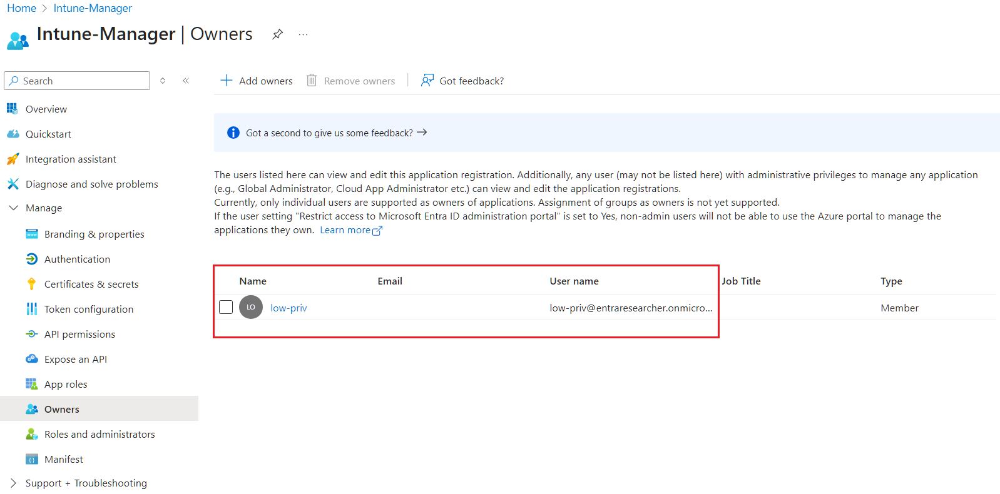 Home > Intune-Manager
Intune-Manager | Owners ...
Search
Add owners Remove owners | Got feedback?
Overview
Quickstart
Integration assistant
Diagnose and solve problems
Manage
Branding & properties
Authentication
Certificates & secrets
Token configuration
API permissions
Expose an API
App roles
Owners
Roles and administrators
Manifest
Support + Troubleshooting
Got a second to give us some feedback? →
The users listed here can view and edit this application registration. Additionally, any user (may not be listed here) with administrative privileges to manage any application
(e.g., Global Administrator, Cloud App Administrator etc.) can view and edit the application registrations.
Currently, only individual users are supported as owners of applications. Assignment of groups as owners is not yet supported.
If the user setting "Restrict access to Microsoft Entra ID administration portal" is set to Yes, non-admin users will not be able to use the Azure portal to manage the
applications they own. Learn more
Name Email User name Job Title Type
LO low-priv low-priv@entraresearcher.onmicro... Member